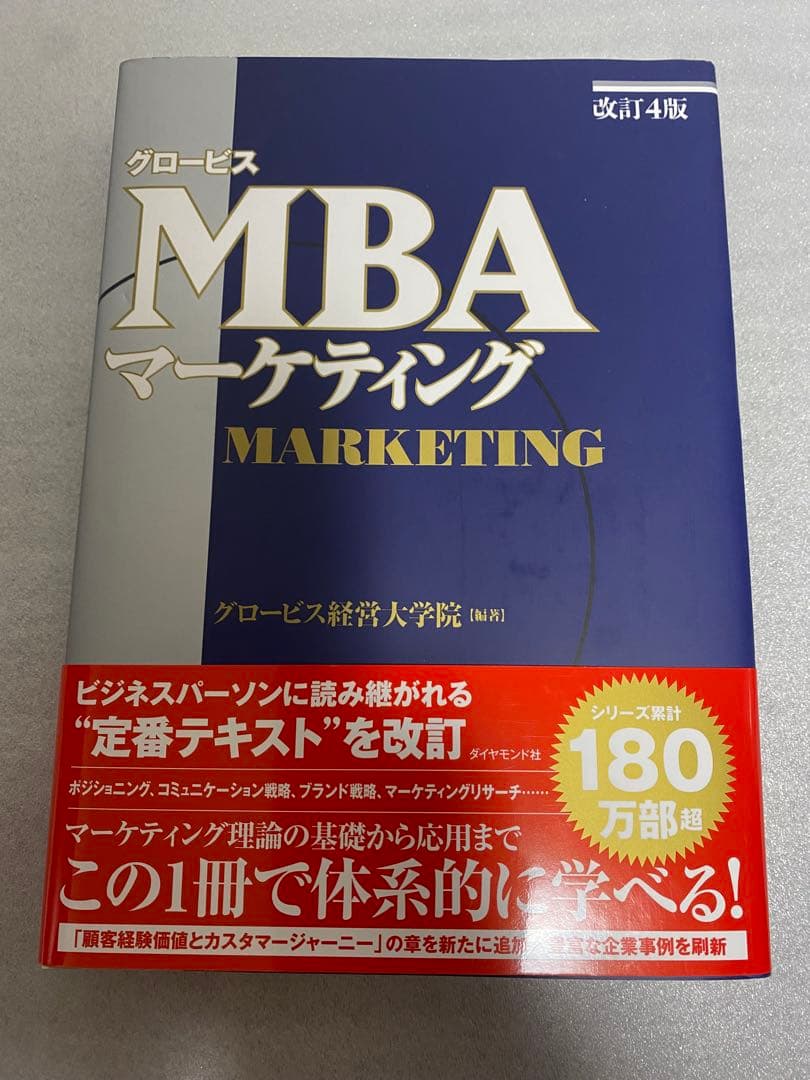 改訂4版
グロービス
MBA
マーケティング
MARKETING
グロービス経営大学院【編著】
ビジネスパーソンに読み継がれる
“定番テキスト”を改訂
ダイヤモンド社
シリーズ累計
180
万部超
ポジショニング、コミュニケーション戦略、ブランド戦略、マーケティングリサーチ……
マーケティング理論の基礎から応用まで
この1冊で体系的に学べる!
「顧客経験価値とカスタマージャーニー」の章を新たに追加 豊富な企業事例を刷新